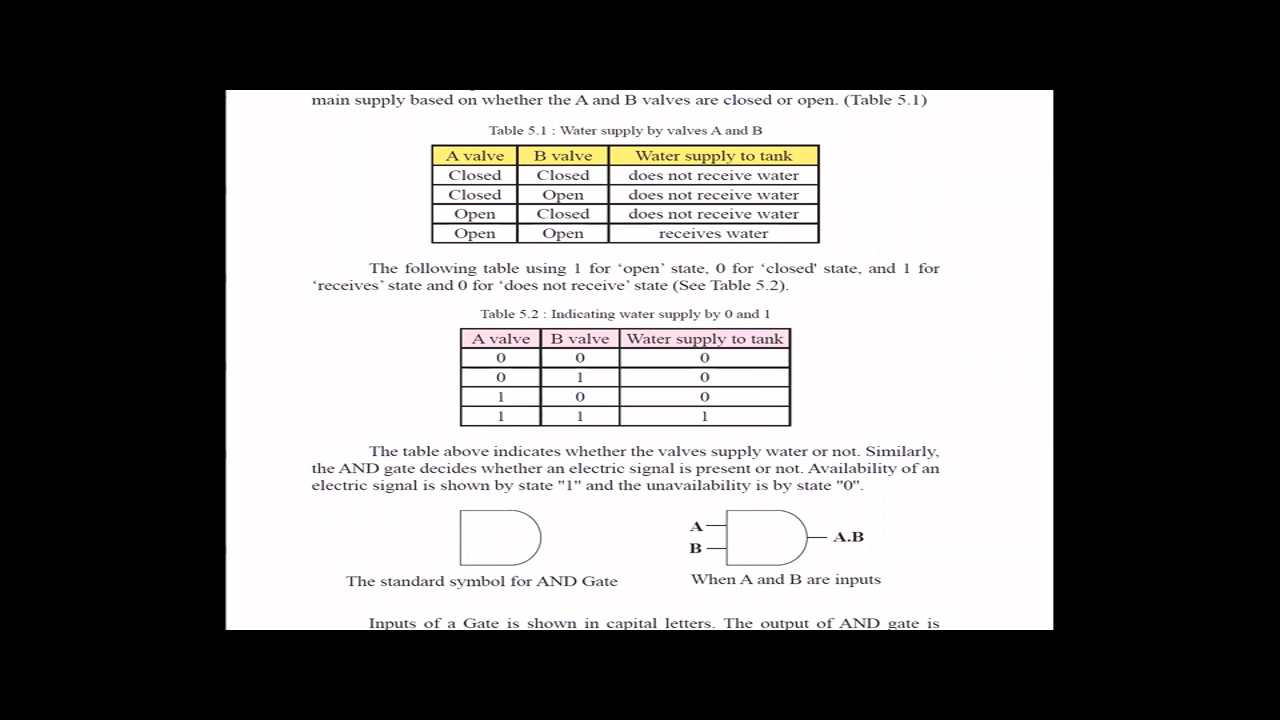 main supply based on whether the A and B valves are closed or open. (Table 5.1)
Table 5.1 : Water supply by valves A and B
A valve B valve Water supply to tank
Closed Closed does not receive water
Closed Open does not receive water
Open Closed does not receive water
Open Open receives water
The following table using 1 for ‘open’ state, 0 for ‘closed' state, and 1 for
‘receives’ state and 0 for ‘does not receive’ state (See Table 5.2).
Table 5.2 : Indicating water supply by 0 and 1
A valve B valve Water supply to tank
0 0 0
0 1 0
1 0 0
1 1 1
The table above indicates whether the valves supply water or not. Similarly,
the AND gate decides whether an electric signal is present or not. Availability of an
electric signal is shown by state "1" and the unavailability is by state "0".
A
B
A.B
The standard symbol for AND Gate
When A and B are inputs
Inputs of a Gate is shown in capital letters. The output of AND gate is